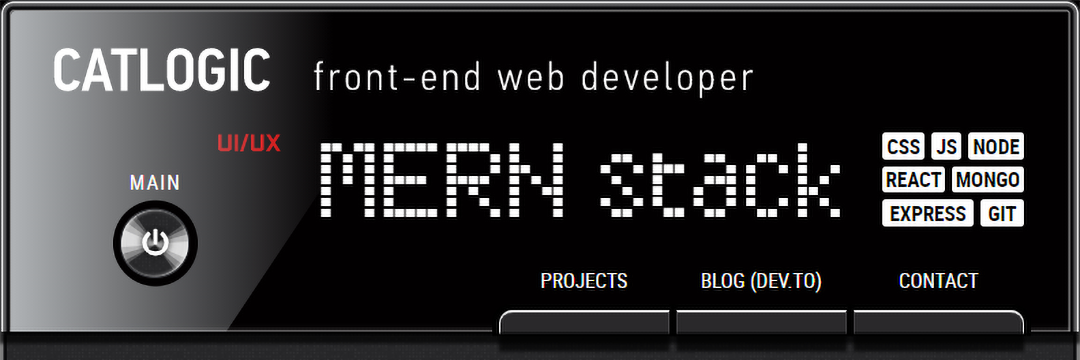 CATLOGIC front-end web developer
UI/UX
MERN stack
CSS JS NODE
REACT MONGO
EXPRESS GIT
MAIN
PROJECTS BLOG (DEV.TO) CONTACT